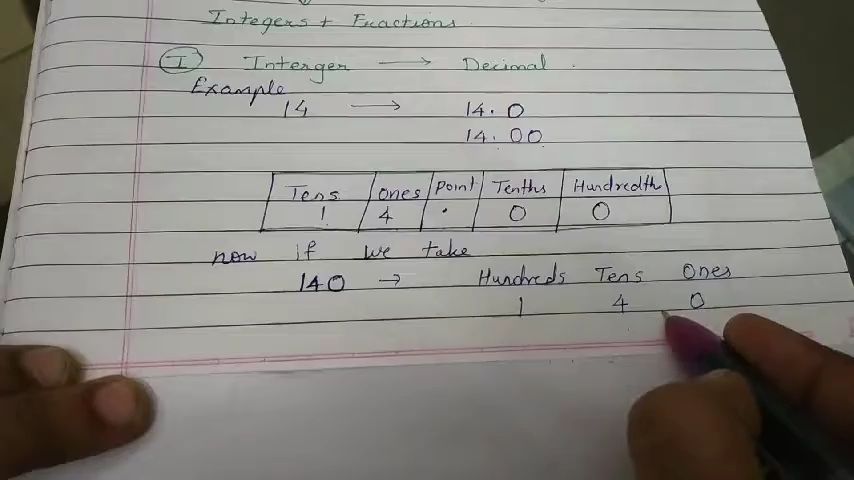 Integers + Fractions
I Interger → Decimal .
Example
14 → 14.0
14.00
Tens Ones Point Tenths Hundredth
1 4 . 0 0
now if we take
140 → Hundreds Tens Ones
1 4 0